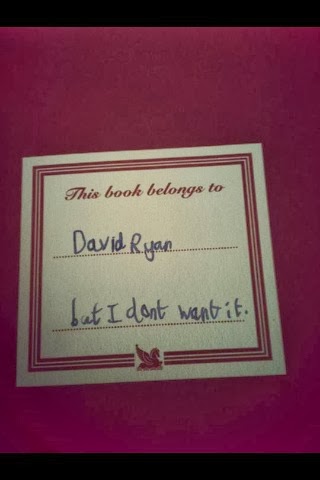 This book belongs to
David Ryan
but I dont want it.